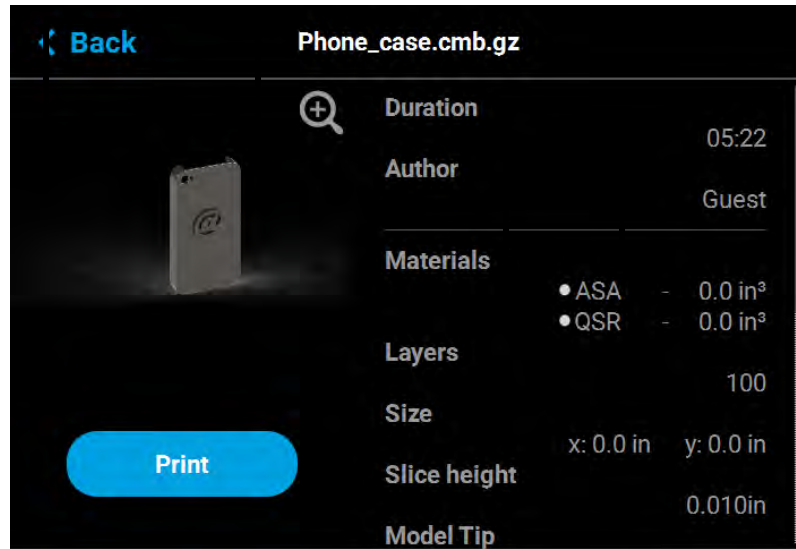 Back
Phone_case.cmb.gz
Duration
05:22
Author
Guest
Materials
● ASA - 0.0 in³
● QSR - 0.0 in³
Layers
100
Size
x: 0.0 in y: 0.0 in
Slice height
0.010in
Model Tip
@
Print